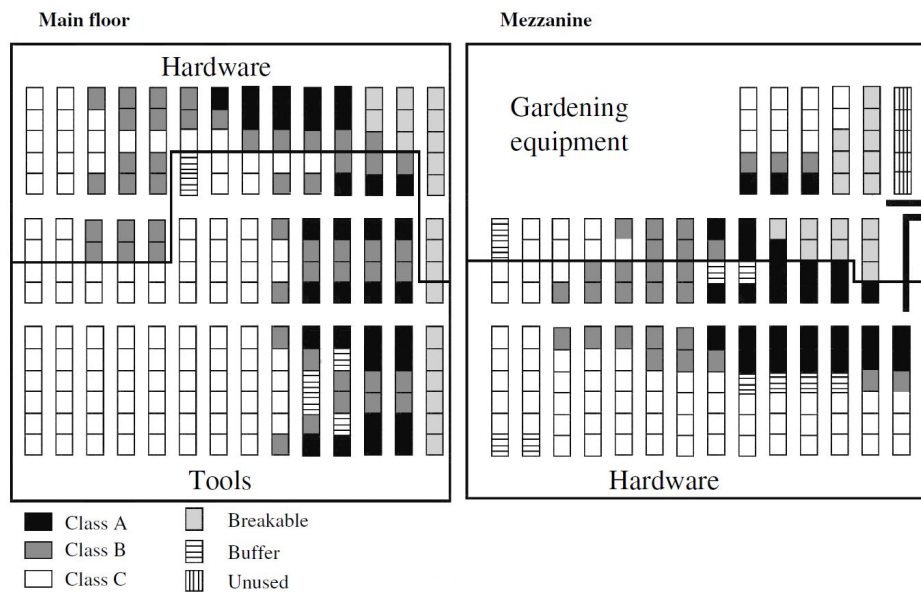 Main floor
Mezzanine
Hardware
Gardening
equipment
Tools
Hardware
Class A
Class B
Class C
Breakable
Buffer
Unused